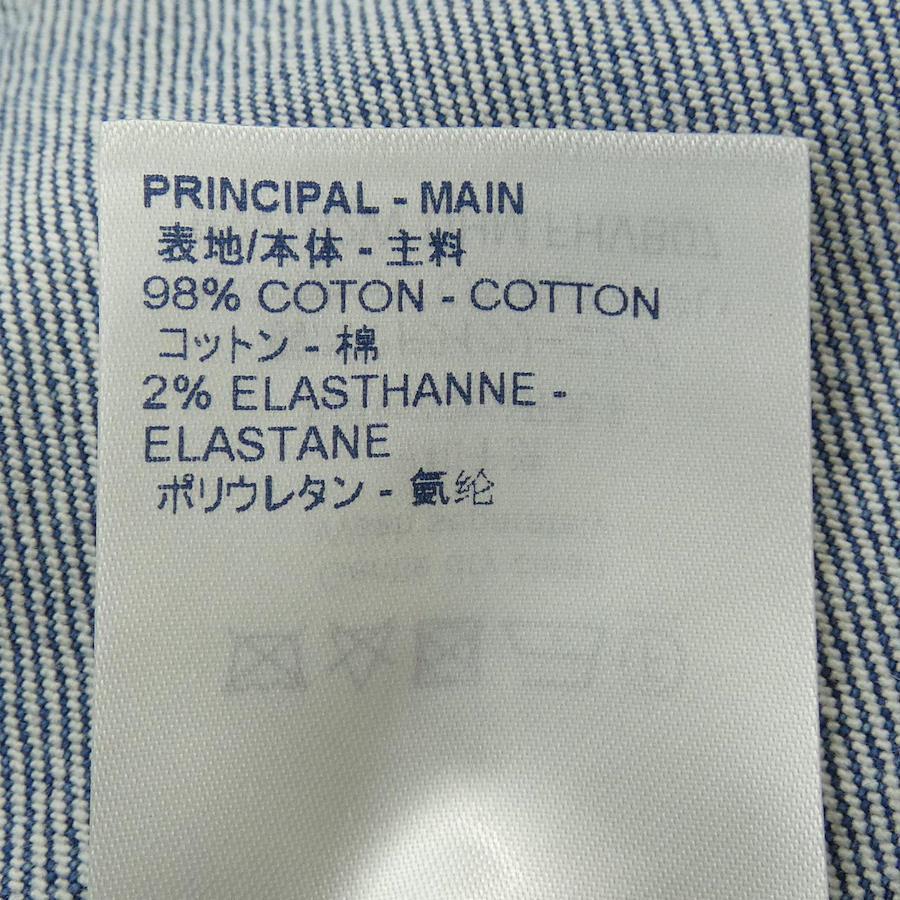 PRINCIPAL - MAIN
表地/本体 - 主料
98% COTON - COTTON
コットン - 棉
2% ELASTHANNE -
ELASTANE
ポリウレタン - 氨纶